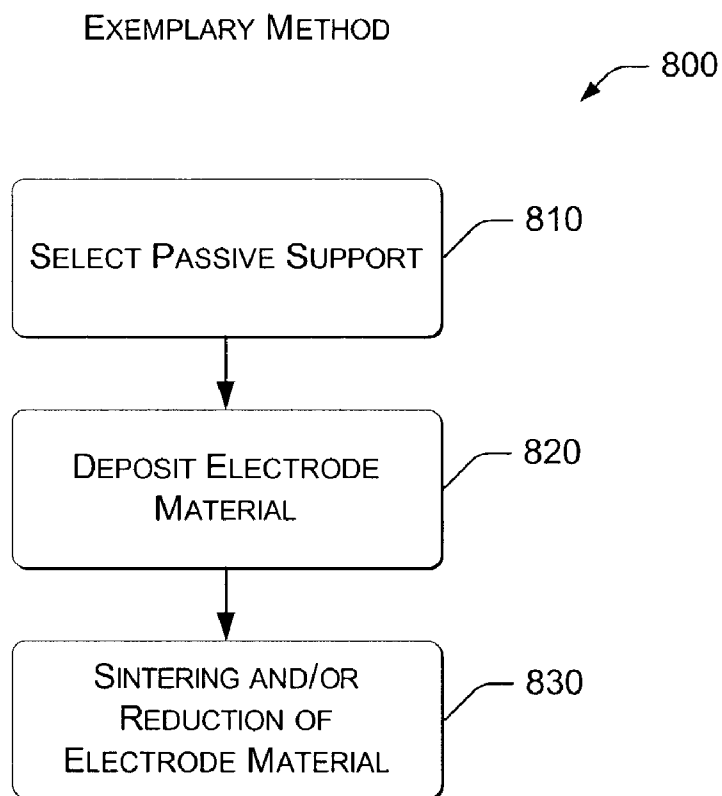 EXEMPLARY METHOD
800
SELECT PASSIVE SUPPORT
810
DEPOSIT ELECTRODE
MATERIAL
820
SINTERING AND/OR
REDUCTION OF
ELECTRODE MATERIAL
830